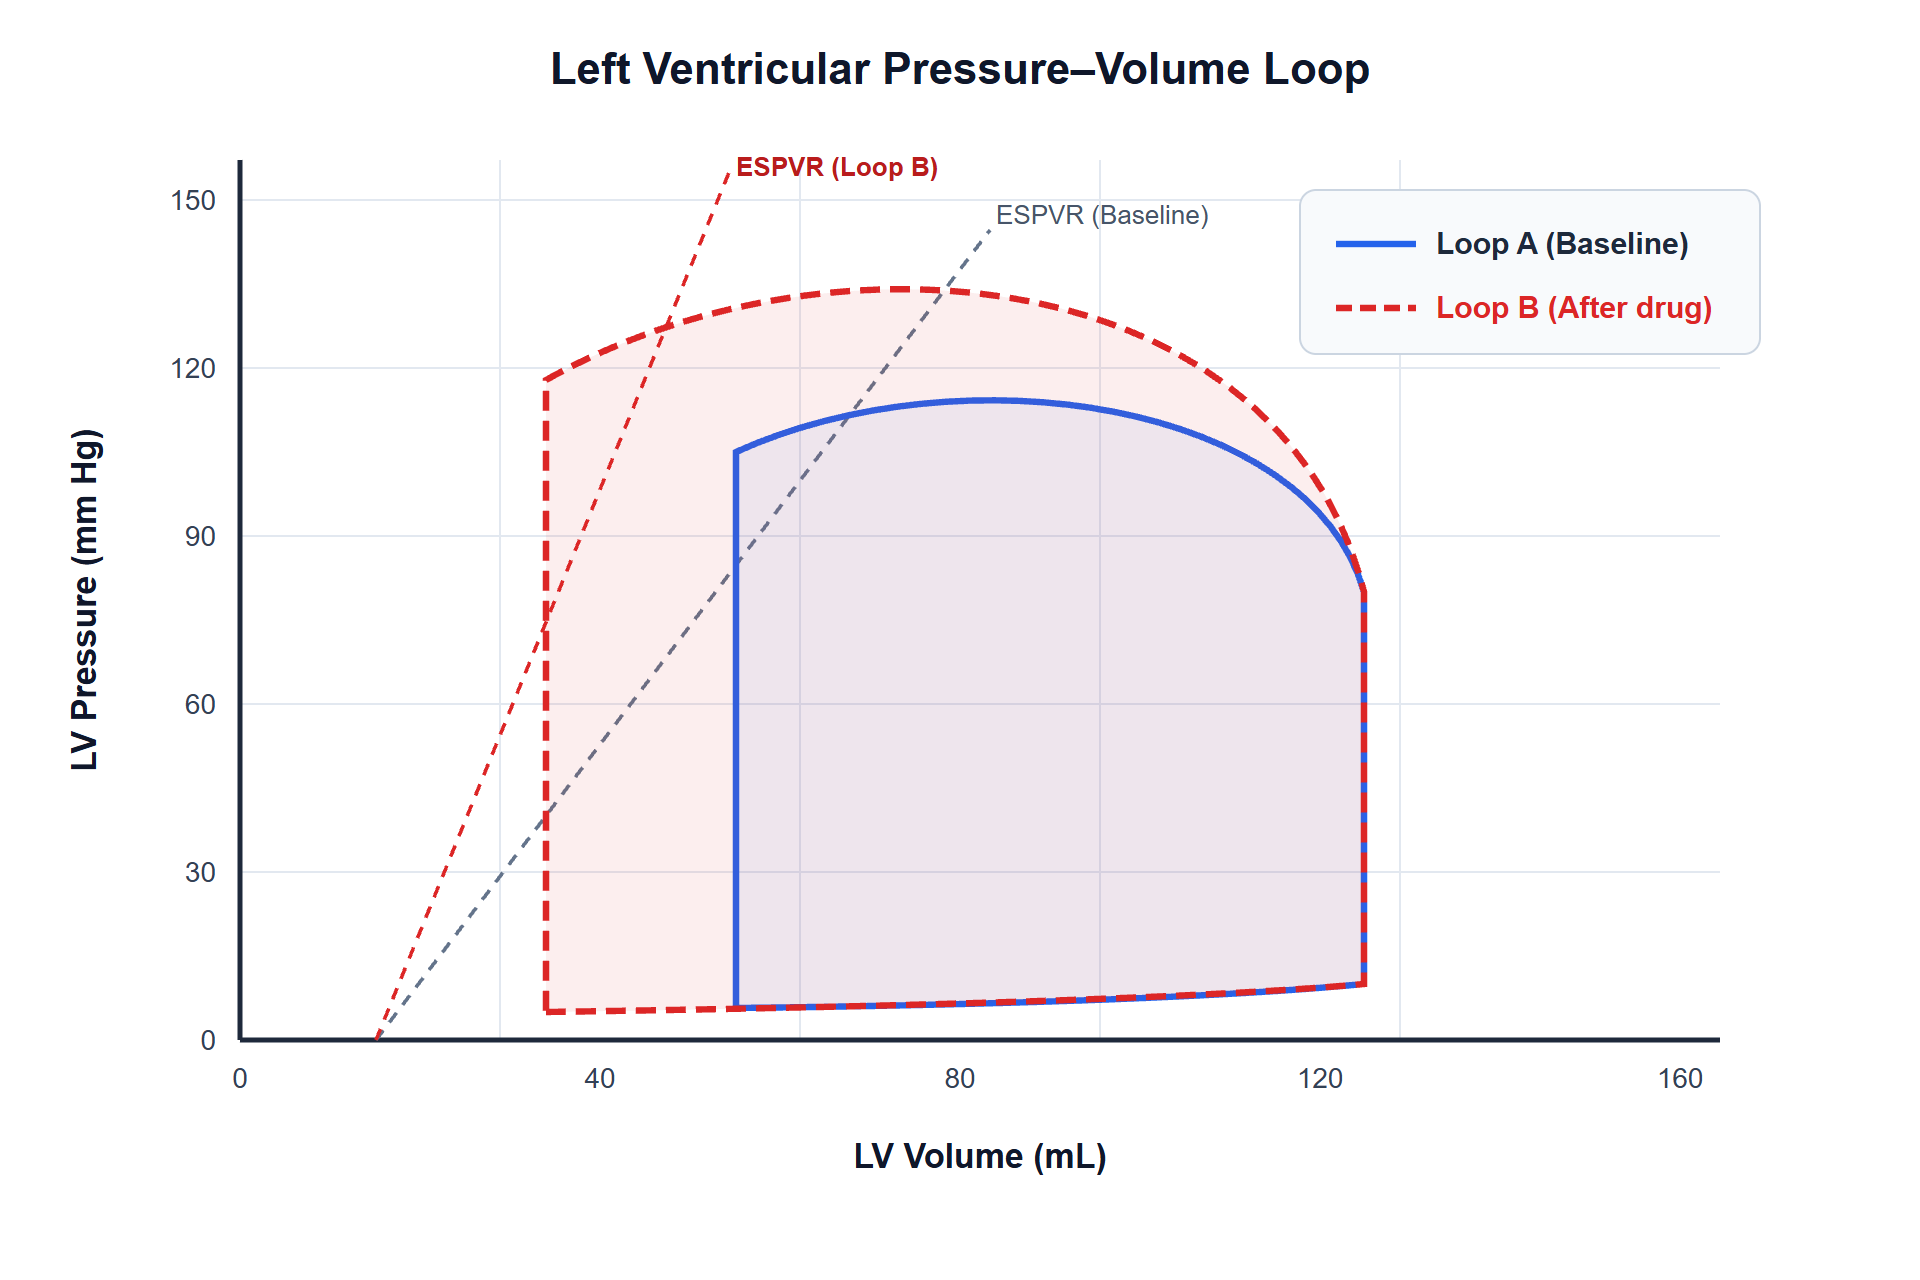 Left Ventricular Pressure–Volume Loop
ESPVR (Loop B)
ESPVR (Baseline)
Loop A (Baseline)
Loop B (After drug)
LV Pressure (mm Hg)
150
120
90
60
30
0
0
40
80
120
160
LV Volume (mL)